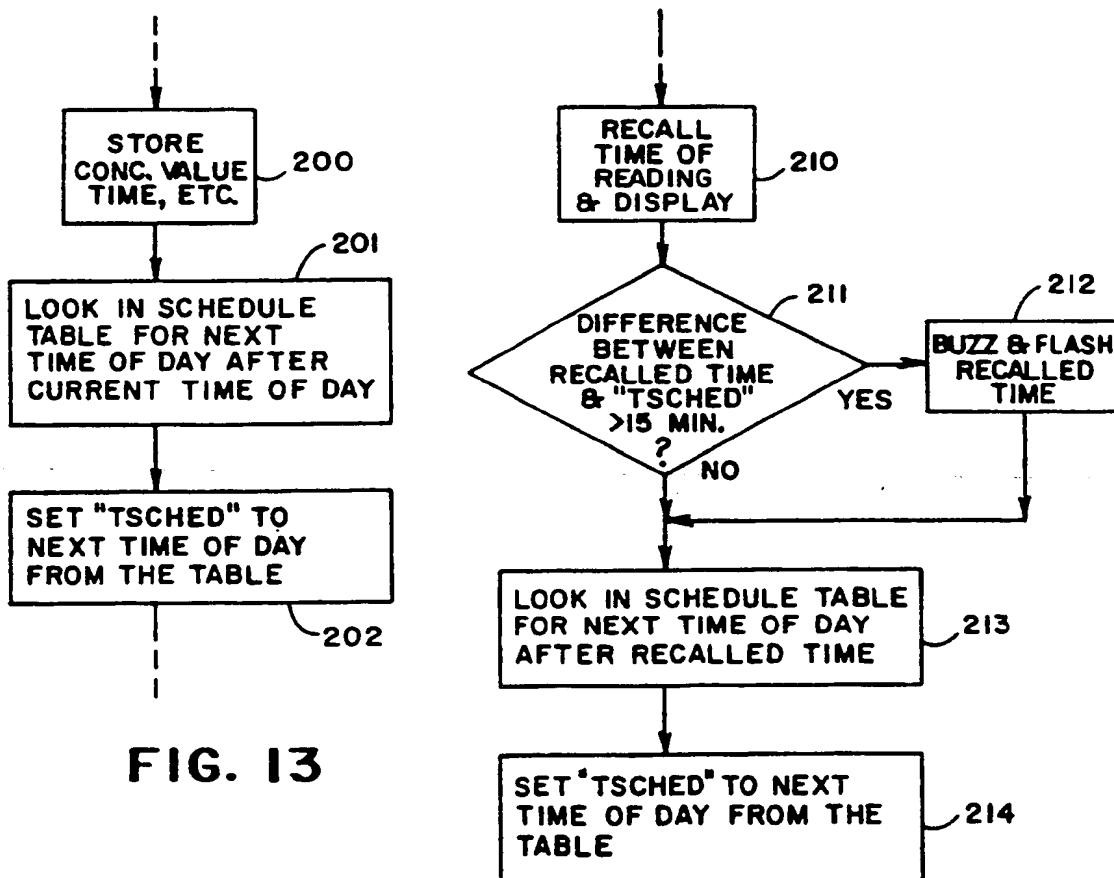 STORE
CONC. VALUE
TIME, ETC.
200
201
LOOK IN SCHEDULE
TABLE FOR NEXT
TIME OF DAY AFTER
CURRENT TIME OF DAY
SET "TSCHED" TO
NEXT TIME OF DAY
FROM THE TABLE
202
FIG. 13
RECALL
TIME OF
READING
& DISPLAY
210
211
DIFFERENCE
BETWEEN
RECALLED TIME
& "TSCHED"
>15 MIN.
?
YES
NO
212
BUZZ & FLASH
RECALLED
TIME
LOOK IN SCHEDULE TABLE
FOR NEXT TIME OF DAY
AFTER RECALLED TIME
213
SET "TSCHED" TO NEXT
TIME OF DAY FROM THE
TABLE
214